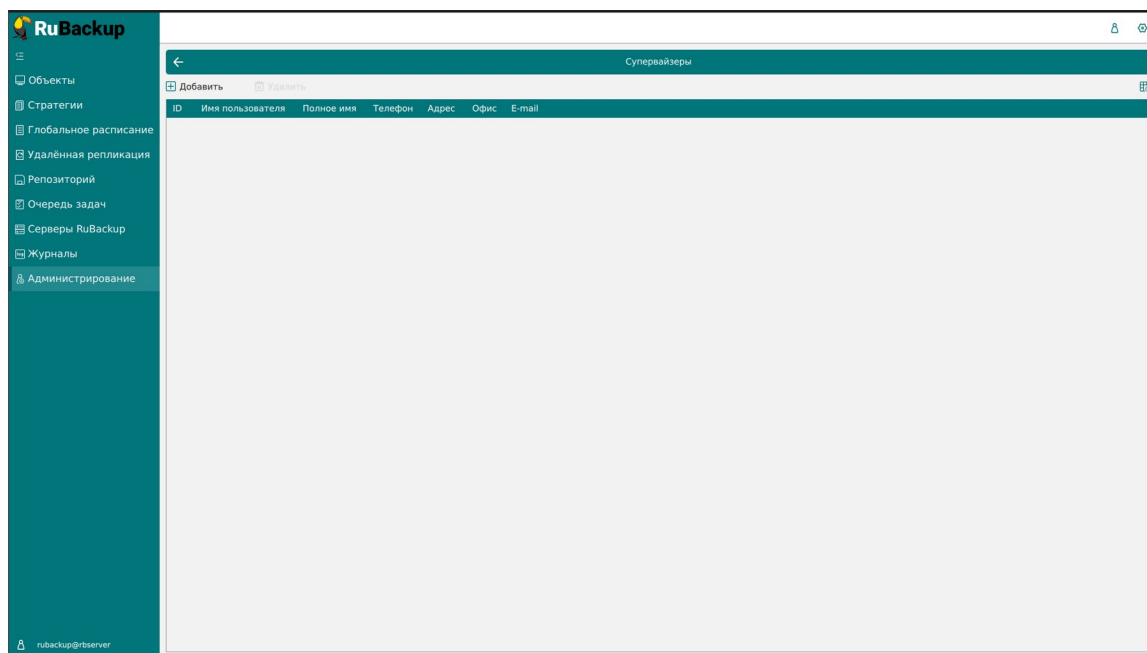 RuBackup
Супервайзеры
Объекты
Стратегии
Глобальное расписание
Удалённая репликация
Репозиторий
Очередь задач
Серверы RuBackup
Журналы
Администрирование
rubackup@rbserver
Добавить
Удалить
ID Имя пользователя Полное имя Телефон Адрес Офис E-mail